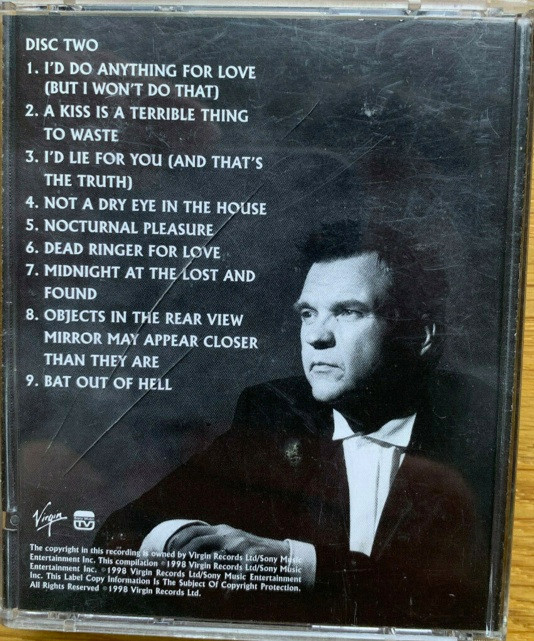 DISC TWO
1. I'D DO ANYTHING FOR LOVE
(BUT I WON'T DO THAT)
2. A KISS IS A TERRIBLE THING
TO WASTE
3. I'D LIE FOR YOU (AND THAT'S
THE TRUTH)
4. NOT A DRY EYE IN THE HOUSE
5. NOCTURNAL PLEASURE
6. DEAD RINGER FOR LOVE
7. MIDNIGHT AT THE LOST AND
FOUND
8. OBJECTS IN THE REAR VIEW
MIRROR MAY APPEAR CLOSER
THAN THEY ARE
9. BAT OUT OF HELL
Virgin TV
The copyright in this recording is owned by Virgin Records Ltd/Sony Music
Entertainment Inc. This compilation ℗1998 Virgin Records Ltd/Sony Music
Entertainment Inc. ©1998 Virgin Records Ltd/Sony Music Entertainment
Inc. This Label Copy Information Is The Subject Of Copyright Protection.
All Rights Reserved ©1998 Virgin Records Ltd.